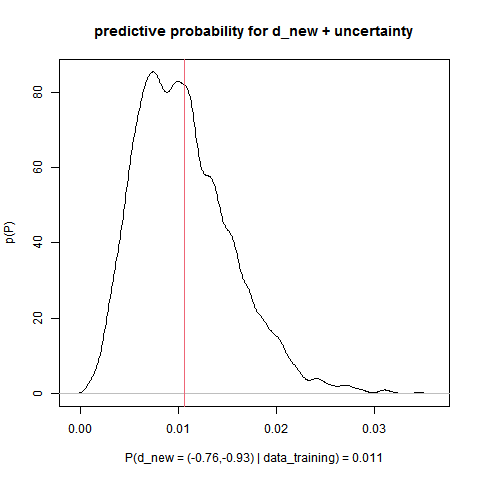 predictive probability for d_new + uncertainty
p(P)
80
60
40
20
0
0.00 0.01 0.02 0.03
P(d_new = (-0.76,-0.93) | data_training) = 0.011